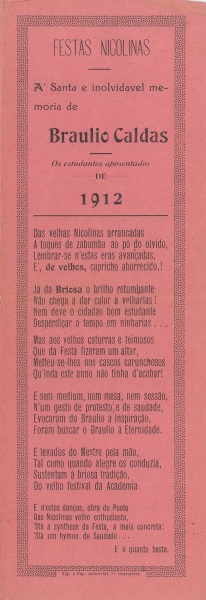 FESTAS NICOLINAS
A' Santa e inolvidavel me-
moria de
Braulio Caldas
Os estudantes aposentados
DE
1912
Das velhas Nicolinas arrancadas
A toques de zabumba ao pó do olvido,
Lembrar-se n'estas eras avançadas,
E', de velhos, capricho aborrecido.!
Já da Briosa o brilho retumbante
Não chega a dar calor a velharias!
Nem deve o cidadão bom estudante
Desperdiçar o tempo em ninharias...
Mas aos velhos caturras e teimosos
Que da Festa fizeram um altar,
Metteu-se-lhes nos cascos carunchosos
Qu'inda este anno não tinha d'acabar!
E sem medium, nem mesa, nem sessão,
N'um gesto de protesto e de saudade,
Evocaram do Braulio a inspiração,
Foram buscar o Braulio á Eternidade.
E levados do Mestre pela mão,
Tal como quando alegre os conduzia,
Sustentam a briosa tradição,
Do velho festival da Academia.
E n'estas danças, obra do Poeta
Das Nicolinas velho enthusiasta,
'Stá a synthese da Festa, a mais concreta:
'Stá um hymno de Saudade...
E é quanto basta.